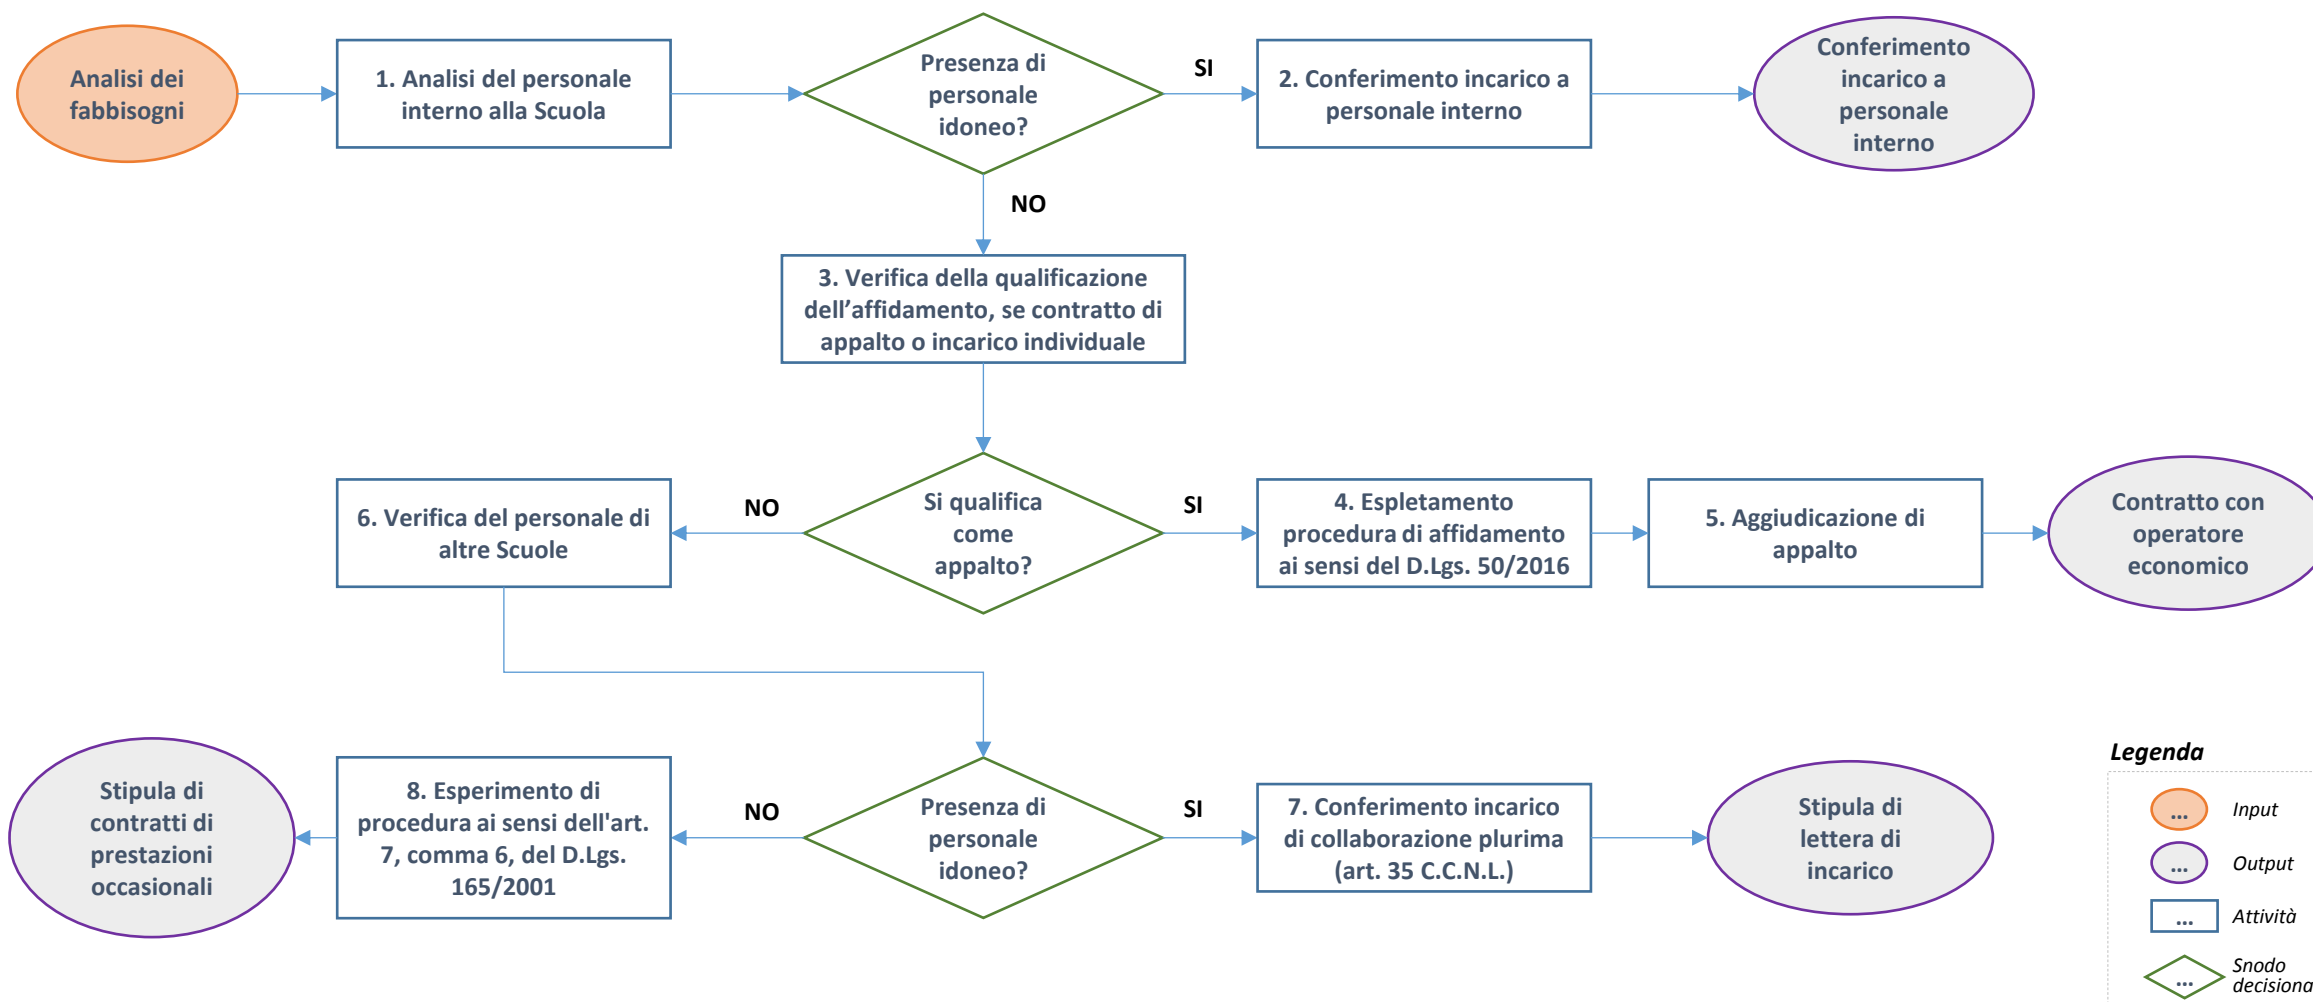 Analisi dei
fabbisogni
1. Analisi del personale
interno alla Scuola
Presenza di
personale
idoneo?
SI
2. Conferimento incarico a
personale interno
Conferimento
incarico a
personale
interno
NO
3. Verifica della qualificazione
dell’affidamento, se contratto di
appalto o incarico individuale
6. Verifica del personale di
altre Scuole
NO
Si qualifica
come
appalto?
SI
4. Espletamento
procedura di affidamento
ai sensi del D.Lgs. 50/2016
5. Aggiudicazione di
appalto
Contratto con
operatore
economico
Stipula di
contratti di
prestazioni
occasionali
8. Esperimento di
procedura ai sensi dell'art.
7, comma 6, del D.Lgs.
165/2001
NO
Presenza di
personale
idoneo?
SI
7. Conferimento incarico
di collaborazione plurima
(art. 35 C.C.N.L.)
Stipula di
lettera di
incarico
Legenda
... Input
... Output
... Attività
... Snodo
decisiona